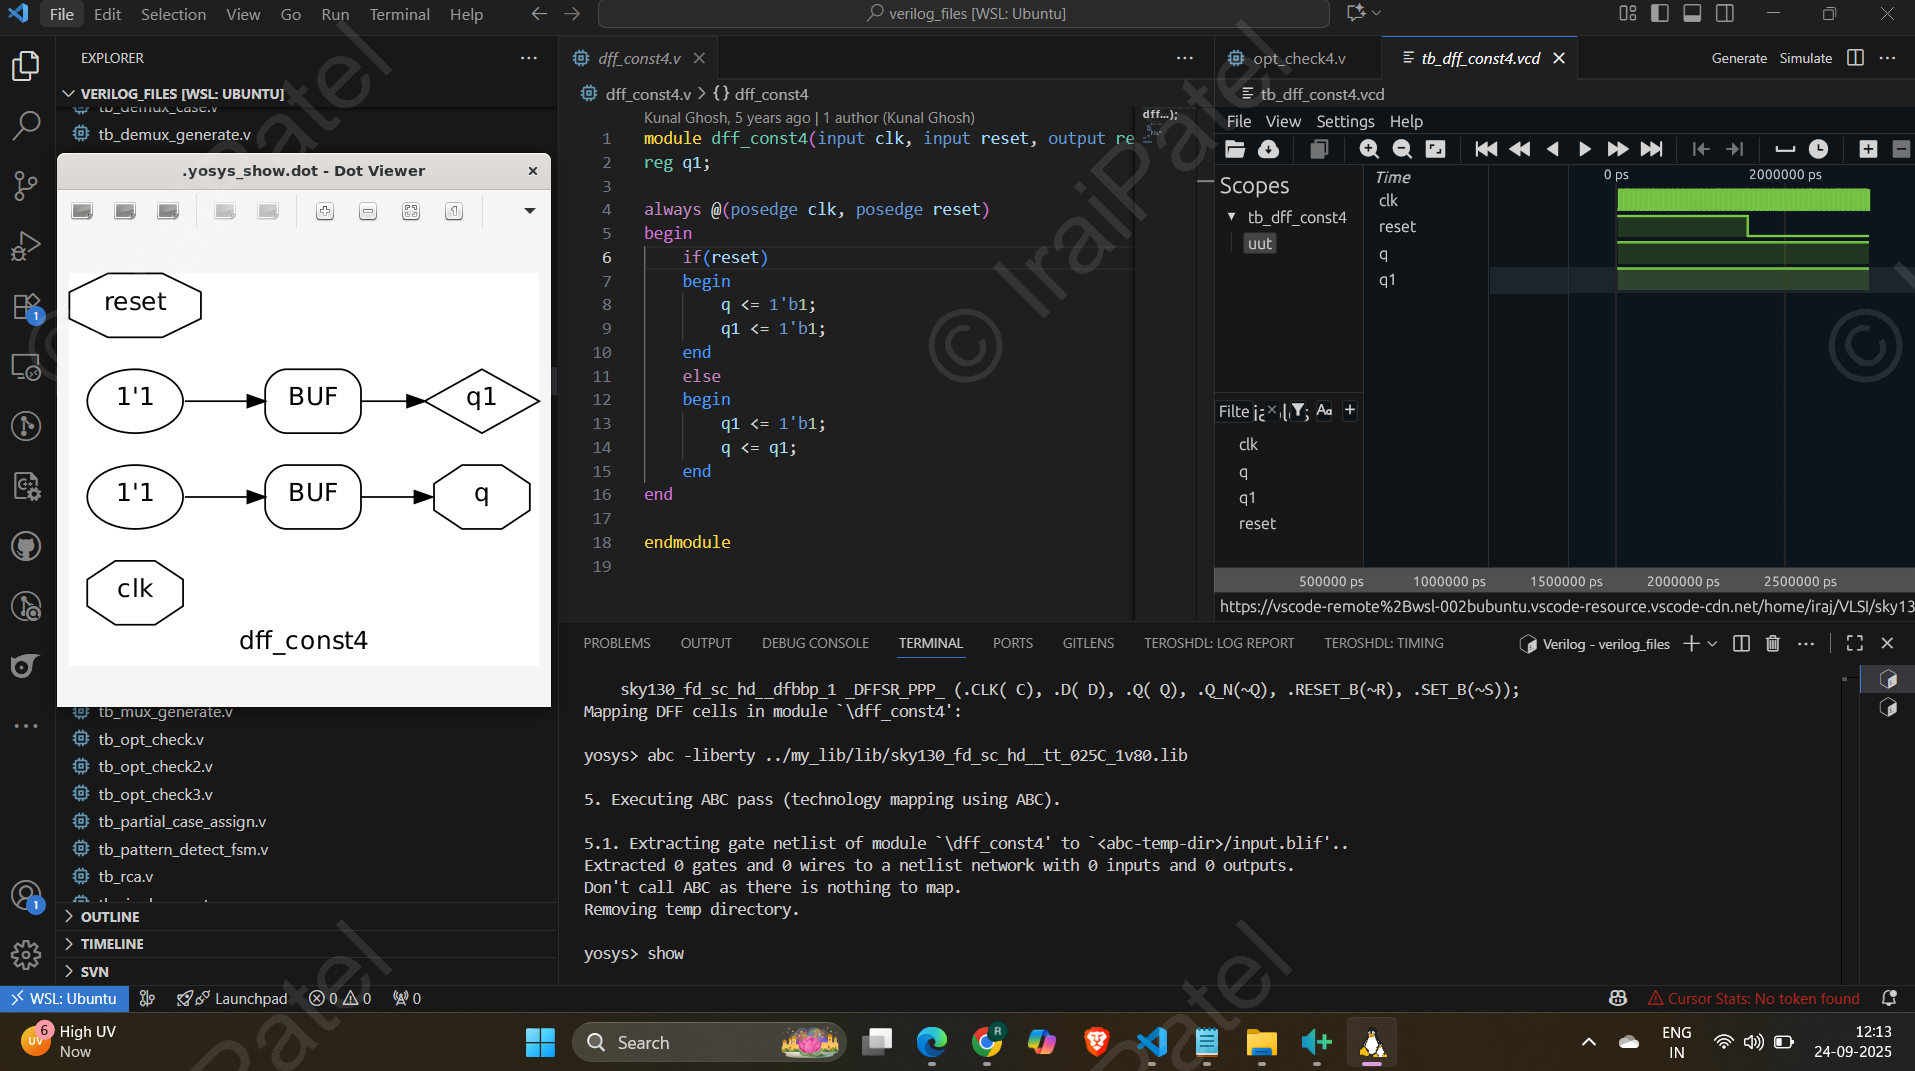 File Edit Selection View Go Run Terminal Help
verilog_files [WSL: Ubuntu]
EXPLORER
VERILOG_FILES [WSL: UBUNTU]
tb_demux_case.v
tb_demux_generate.v
.yosys_show.dot - Dot Viewer
reset
1'1 BUF q1
1'1 BUF q
clk
dff_const4
tb_mux_generate.v
tb_opt_check.v
tb_opt_check2.v
tb_opt_check3.v
tb_partial_case_assign.v
tb_pattern_detect_fsm.v
tb_rca.v
OUTLINE
TIMELINE
SVN
dff_const4.v
dff_const4.v > {} dff_const4
Kunal Ghosh, 5 years ago | 1 author (Kunal Ghosh)
1 module dff_const4(input clk, input reset, output re
2 reg q1;
3
4 always @(posedge clk, posedge reset)
5 begin
6 if(reset)
7 begin
8 q <= 1'b1;
9 q1 <= 1'b1;
10 end
11 else
12 begin
13 q1 <= 1'b1;
14 q <= q1;
15 end
16 end
17
18 endmodule
19
dff...);
opt_check4.v
tb_dff_const4.vcd
Generate Simulate
tb_dff_const4.vcd
File View Settings Help
Scopes
tb_dff_const4
uut
Filte
clk
q
q1
reset
Time
clk
reset
q
q1
0 ps 2000000 ps
500000 ps 1000000 ps 1500000 ps 2000000 ps 2500000 ps
https://vscode-remote%2Bwsl-002bubuntu.vscode-resource.vscode-cdn.net/home/iraj/VLSI/sky13
PROBLEMS OUTPUT DEBUG CONSOLE TERMINAL PORTS GITLENS TEROSHDL: LOG REPORT TEROSHDL: TIMING
Verilog - verilog_files
sky130_fd_sc_hd__dfbbp_1 _DFFSR_PPP_ (.CLK( C), .D( D), .Q( Q), .Q_N(~Q), .RESET_B(~R), .SET_B(~S));
Mapping DFF cells in module `\dff_const4':
yosys> abc -liberty ../my_lib/lib/sky130_fd_sc_hd__tt_025C_1v80.lib
5. Executing ABC pass (technology mapping using ABC).
5.1. Extracting gate netlist of module `\dff_const4' to `<abc-temp-dir>/input.blif'..
Extracted 0 gates and 0 wires to a netlist network with 0 inputs and 0 outputs.
Don't call ABC as there is nothing to map.
Removing temp directory.
yosys> show
WSL: Ubuntu Launchpad 0 0 0
Cursor Stats: No token found
6 UV High UV
Now
Search
ENG
IN
12:13
24-09-2025
© IrajPatel